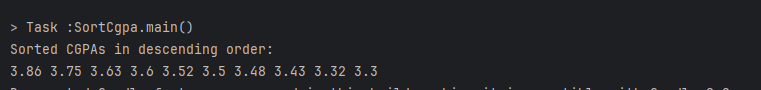 > Task :SortCgpa.main()
Sorted CGPAs in descending order:
3.86 3.75 3.63 3.6 3.52 3.5 3.48 3.43 3.32 3.3